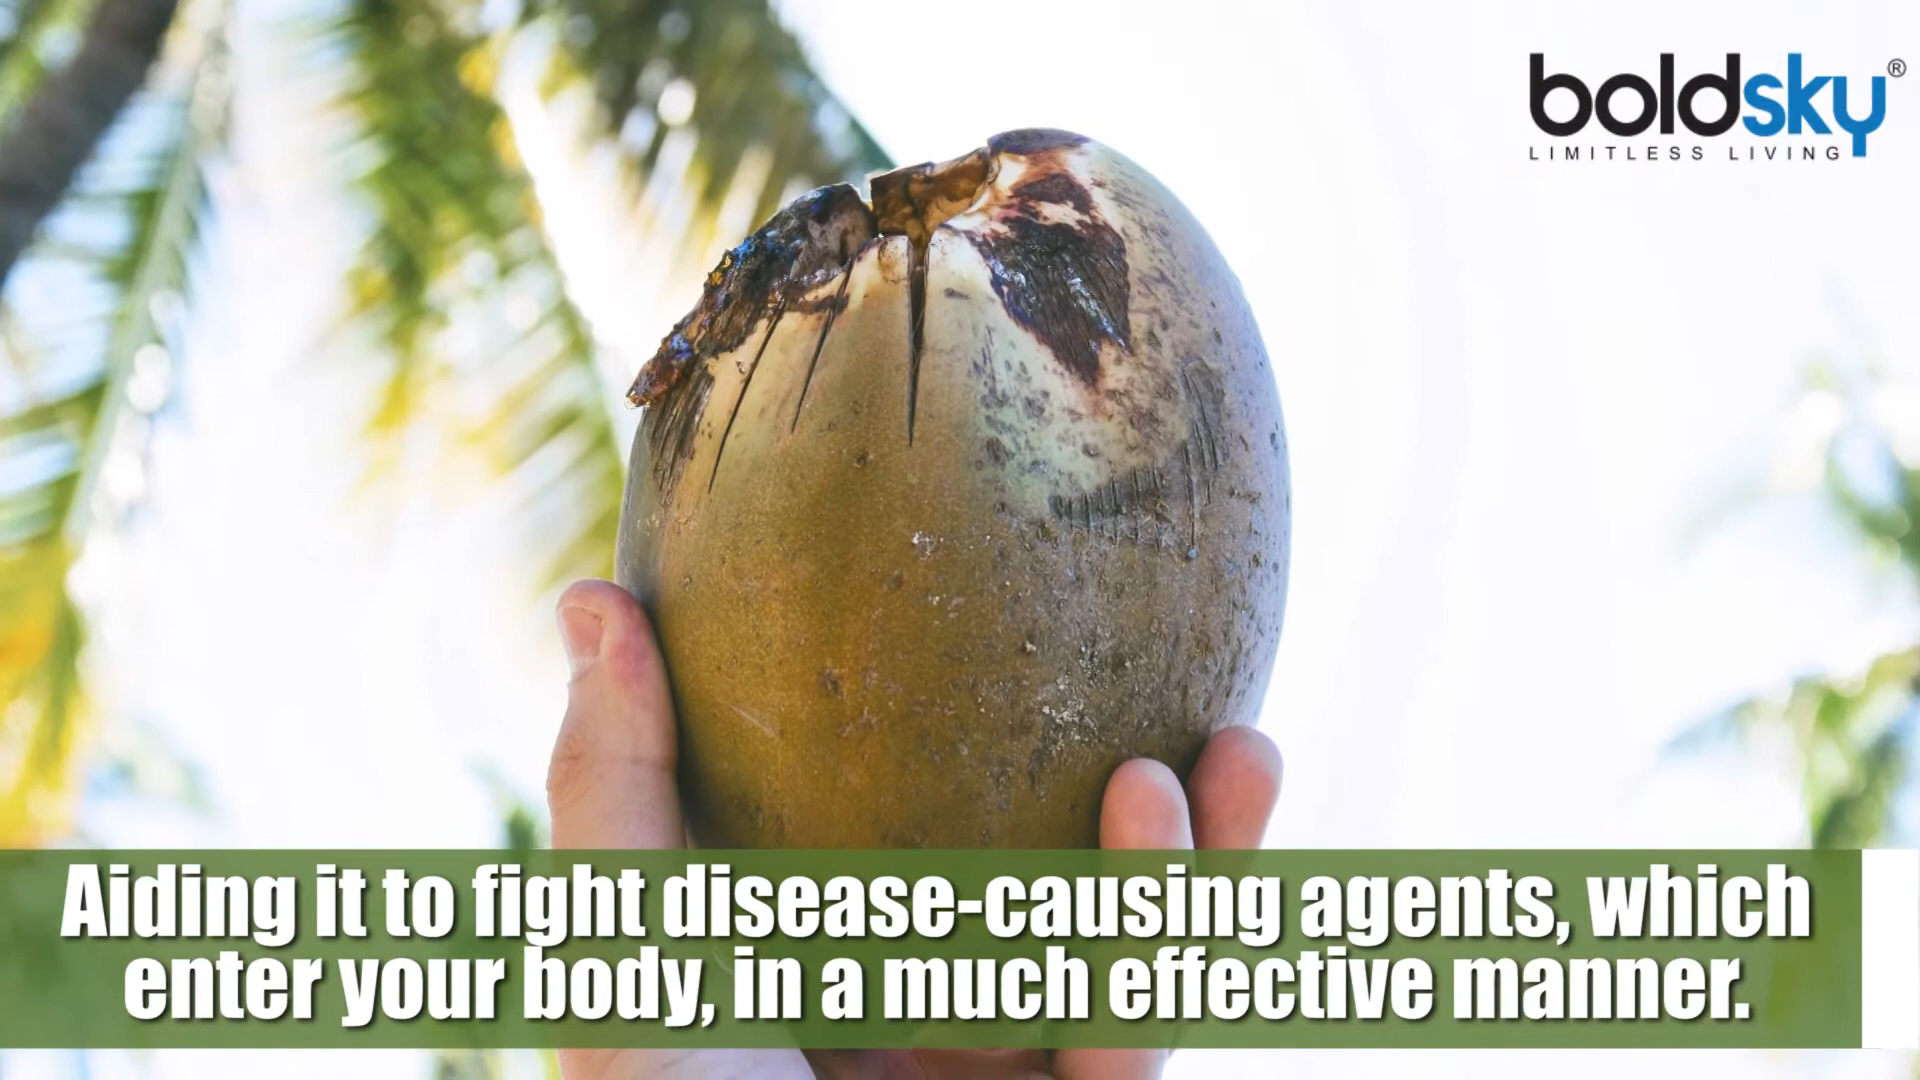 boldsky®
LIMITLESS LIVING
Aiding it to fight disease-causing agents, which
enter your body, in a much effective manner.